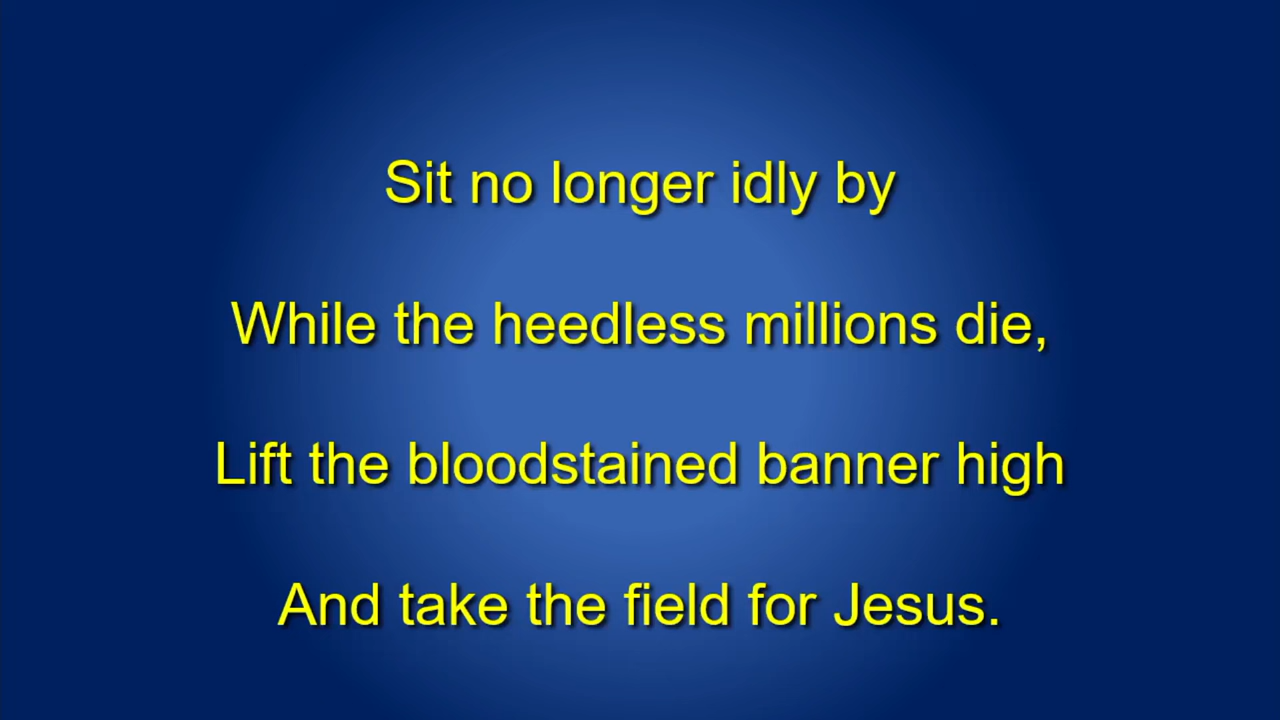 Sit no longer idly by
While the heedless millions die,
Lift the bloodstained banner high
And take the field for Jesus.